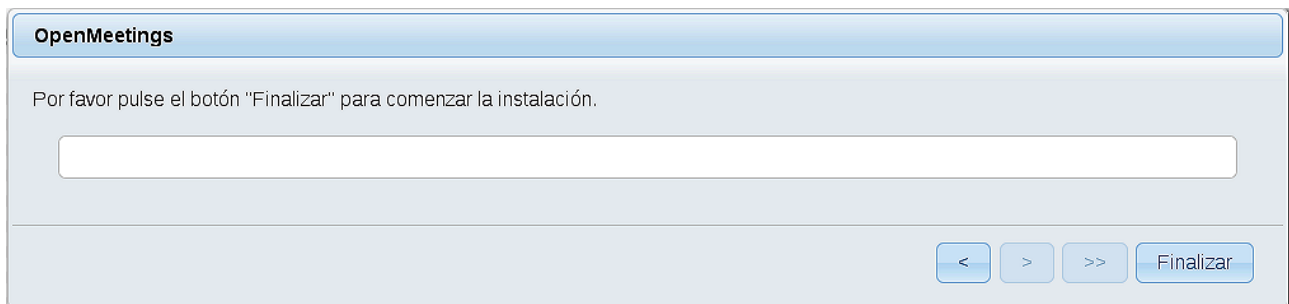 OpenMeetings
Por favor pulse el botón "Finalizar" para comenzar la instalación.
< > >> Finalizar